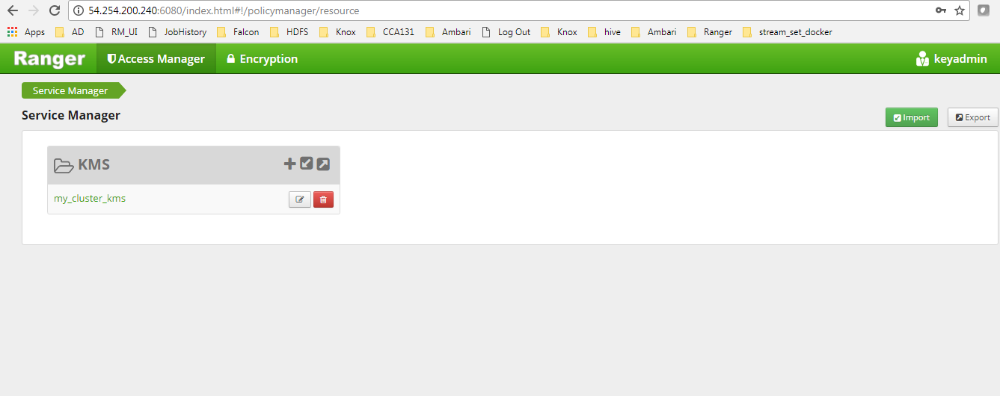 54.254.200.240:6080/index.html#!/policymanager/resource
Apps AD RM_UI JobHistory Falcon HDFS Knox CCA131 Ambari Log Out Knox hive Ambari Ranger stream_set_docker
Ranger Access Manager Encryption keyadmin
Service Manager
Service Manager Import Export
KMS
my_cluster_kms